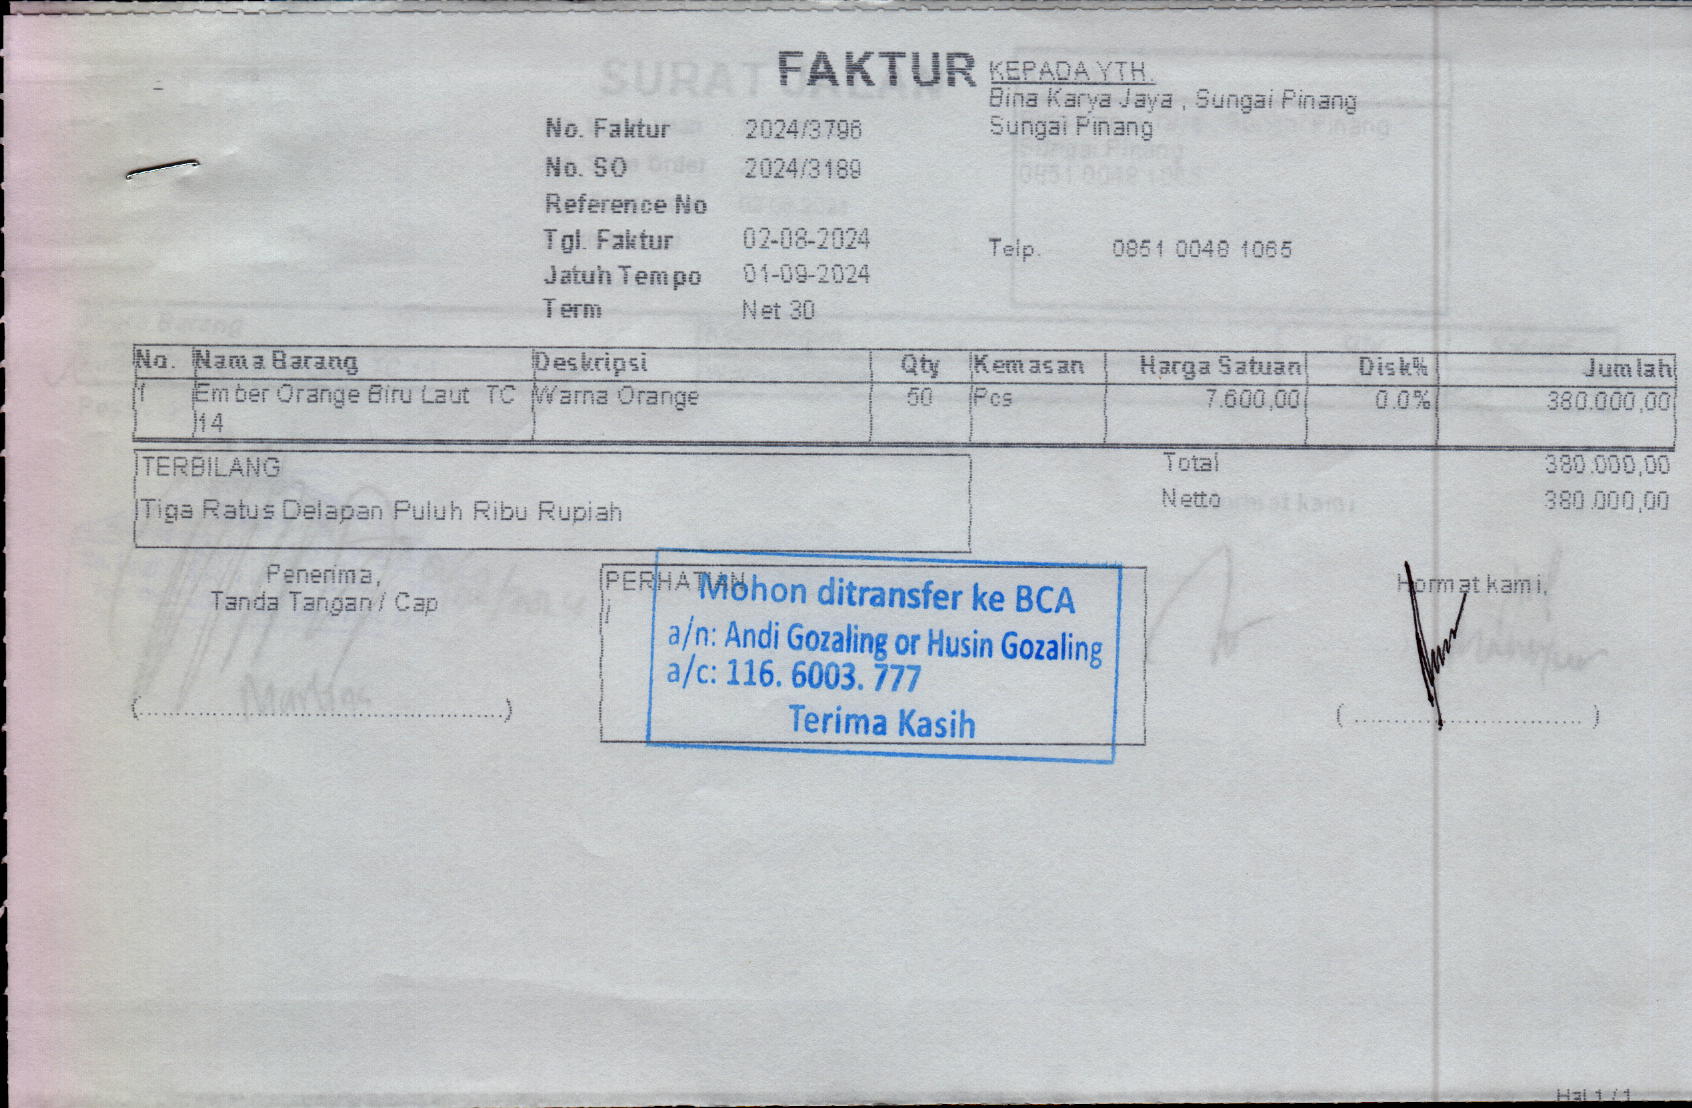 FAKTUR
KEPADA YTH.
Bina Karya Jaya , Sungai Pinang
Sungai Pinang
No. Faktur 2024/3796
No. SO 2024/3189
Reference No
Tgl. Faktur 02-08-2024
Telp. 0851 0048 1065
Jatuh Tempo 01-09-2024
Term Net 30
No. Nama Barang Deskripsi Qty Kemasan Harga Satuan Disk% Jumlah
1 Ember Orange Biru Laut TC Warna Orange 50 Pcs 7.600,00 0.0% 380.000,00
14
TERBILANG
Total 380.000,00
Tiga Ratus Delapan Puluh Ribu Rupiah
Netto 380.000,00
Penerima,
Tanda Tangan / Cap
PERHATIAN
Mohon ditransfer ke BCA
a/n: Andi Gozaling or Husin Gozaling
a/c: 116. 6003. 777
Terima Kasih
Hormat kami,
(..................................................)
( ............................... )
Hal 1 / 1